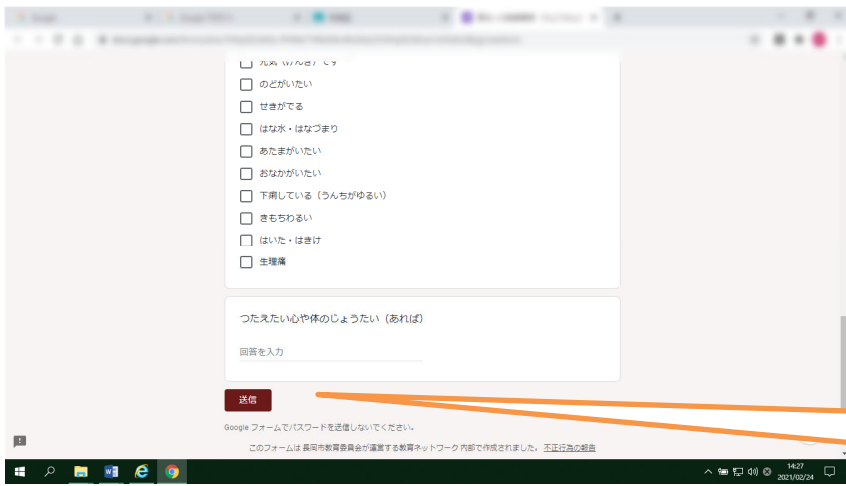 元気（げんき）です
のどがいたい
せきがでる
はな水・はなづまり
あたまがいたい
おなかがいたい
下痢している（うんちがゆるい）
きもちわるい
はいた・はきけ
生理痛
つたえたい心や体のじょうたい（あれば）
回答を入力
送信
Google フォームでパスワードを送信しないでください。
このフォームは 長岡市教育委員会が運営する教育ネットワーク 内部で作成されました。 不正行為の報告
14:27
2021/02/24